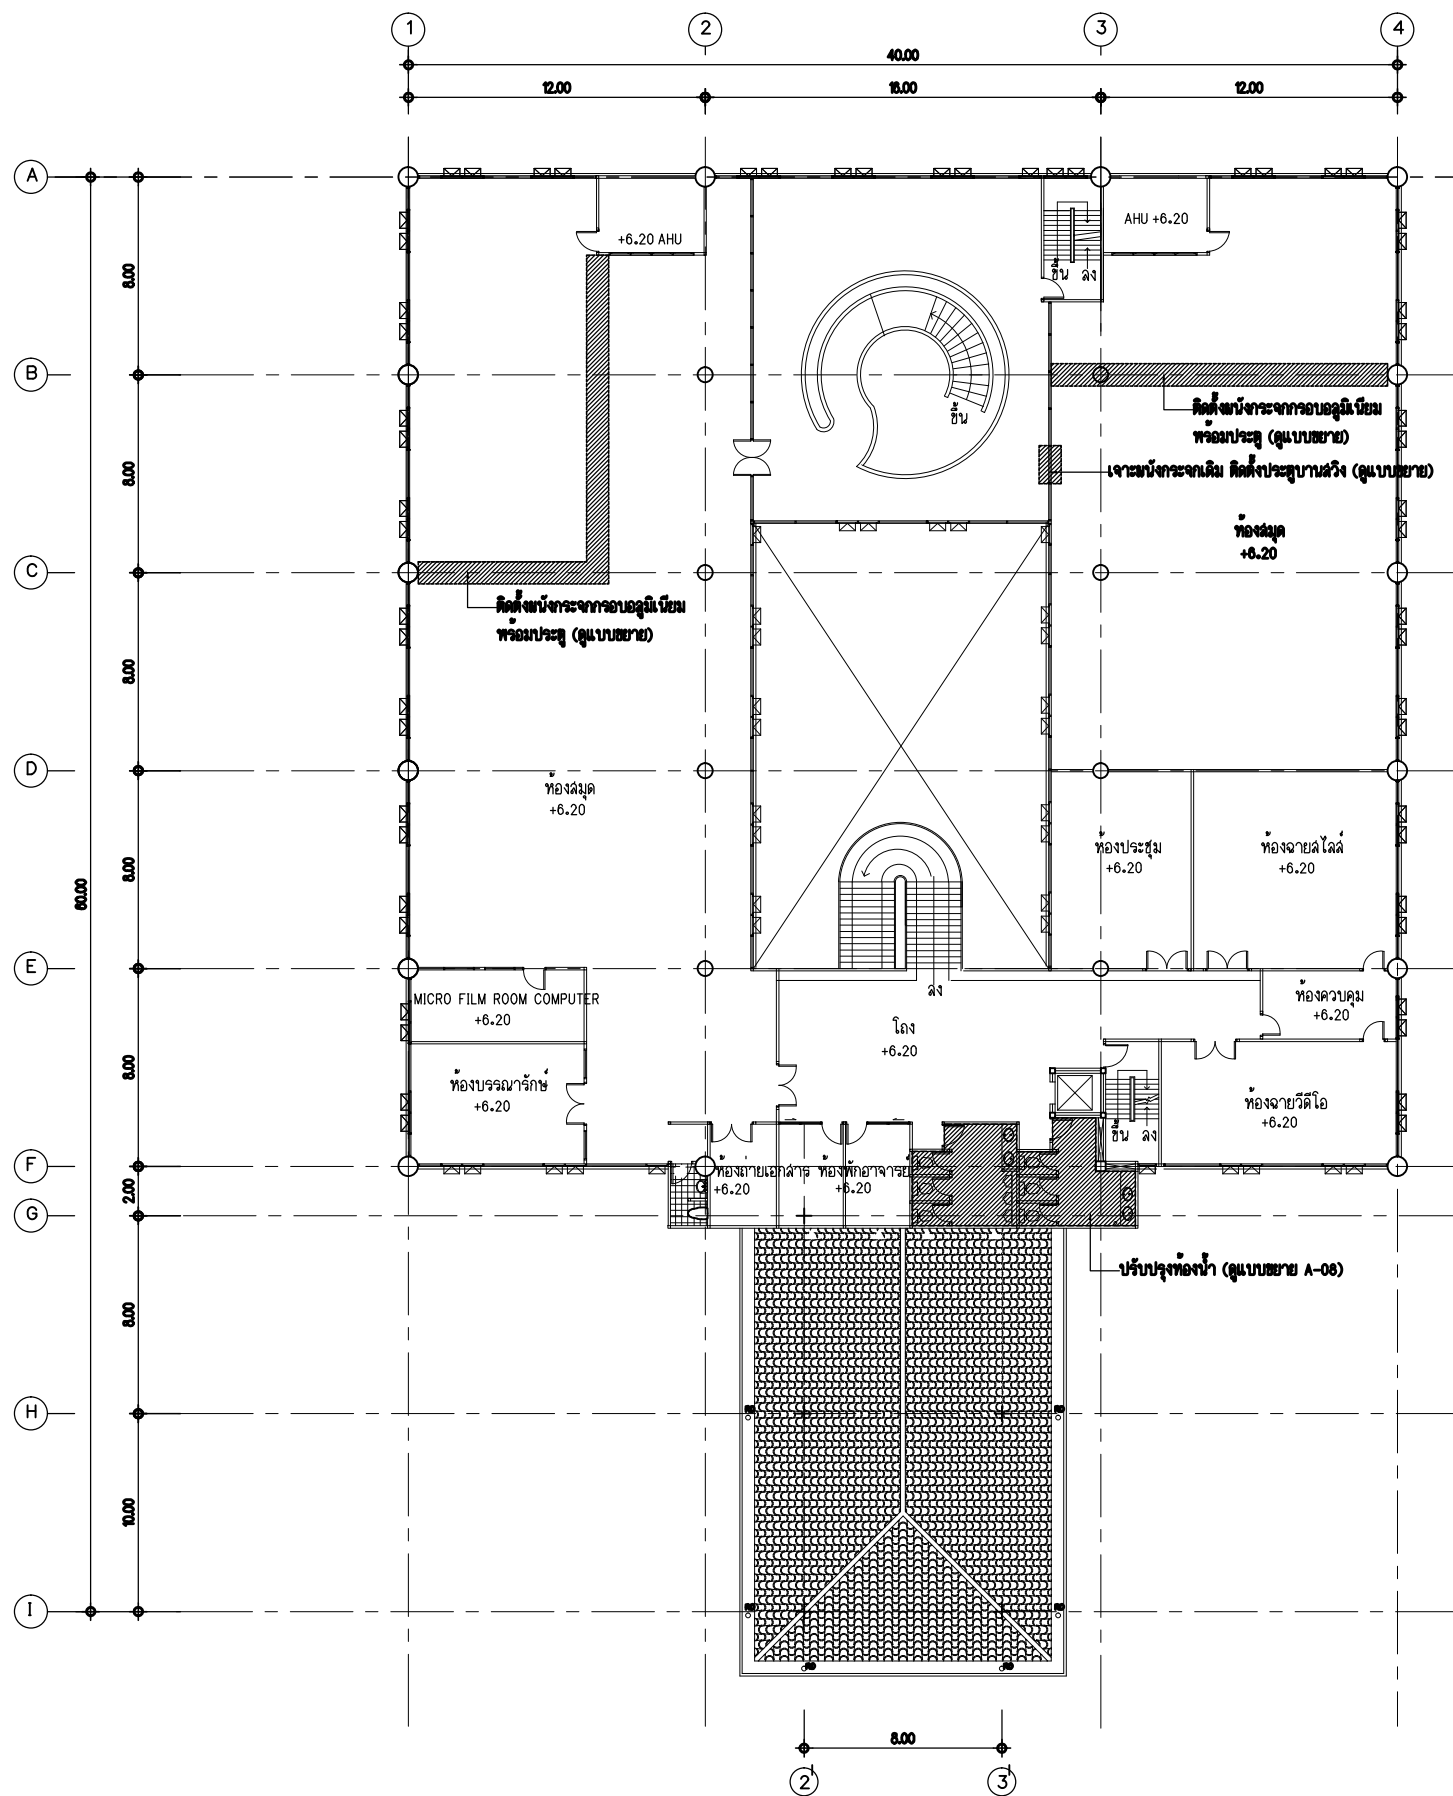 1 2 3 4
40.00
12.00 16.00 12.00
A
+6.20 AHU
AHU +6.20
ขึ้น ลง
8.00
B
ขึ้น
ติดตั้งผนังกระจกกรอบอลูมิเนียม
พร้อมประตู (ดูแบบขยาย)
เจาะผนังกระจกเดิม ติดตั้งประตูบานสวิง (ดูแบบขยาย)
8.00
ห้องสมุด
+6.20
C
ติดตั้งผนังกระจกกรอบอลูมิเนียม
พร้อมประตู (ดูแบบขยาย)
8.00
D
ห้องสมุด
+6.20
ห้องประชุม
+6.20
ห้องฉายสไลส์
+6.20
8.00
60.00
E
ลง
MICRO FILM ROOM COMPUTER
+6.20
โถง
+6.20
ห้องควบคุม
+6.20
8.00
ห้องบรรณารักษ์
+6.20
ห้องฉายวีดีโอ
+6.20
ขึ้น ลง
F
ห้องถ่ายเอกสาร
+6.20
ห้องพักอาจารย์
+6.20
2.00
G
ปรับปรุงห้องน้ำ (ดูแบบขยาย A-08)
8.00
H
RD RD
10.00
I
RD RD
RD RD
8.00
2' 3'